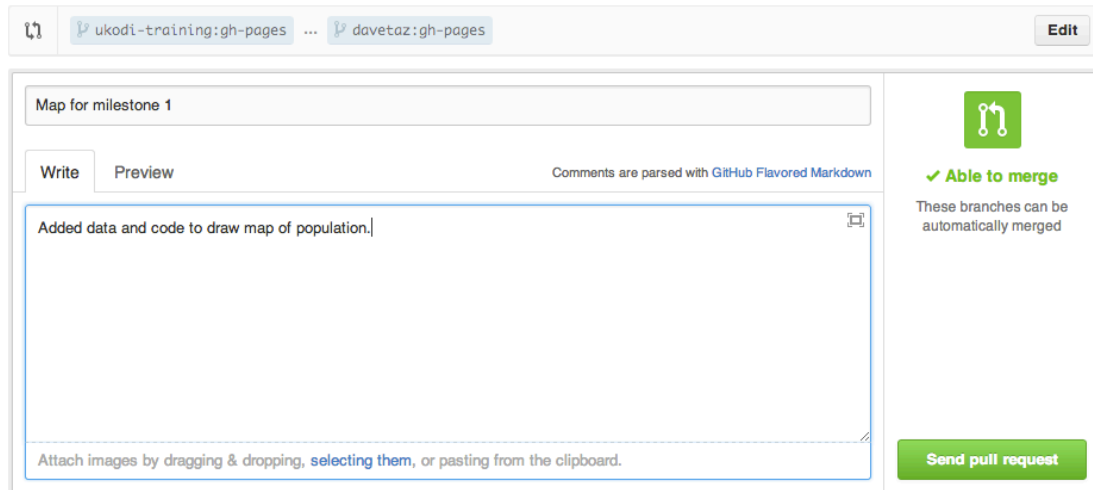 ukodi-training:gh-pages ... davetaz:gh-pages Edit
Map for milestone 1
Write Preview Comments are parsed with GitHub Flavored Markdown
Able to merge
These branches can be
automatically merged
Added data and code to draw map of population.
Attach images by dragging & dropping, selecting them, or pasting from the clipboard.
Send pull request